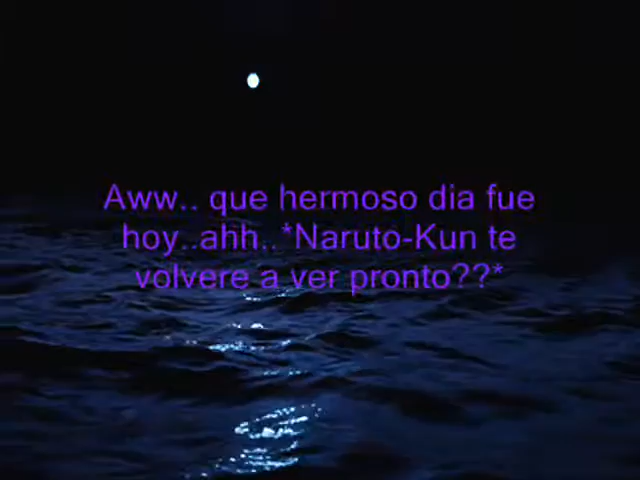 Aww.. que hermoso dia fue
hoy..ahh..*Naruto-Kun te
volvere a ver pronto??*